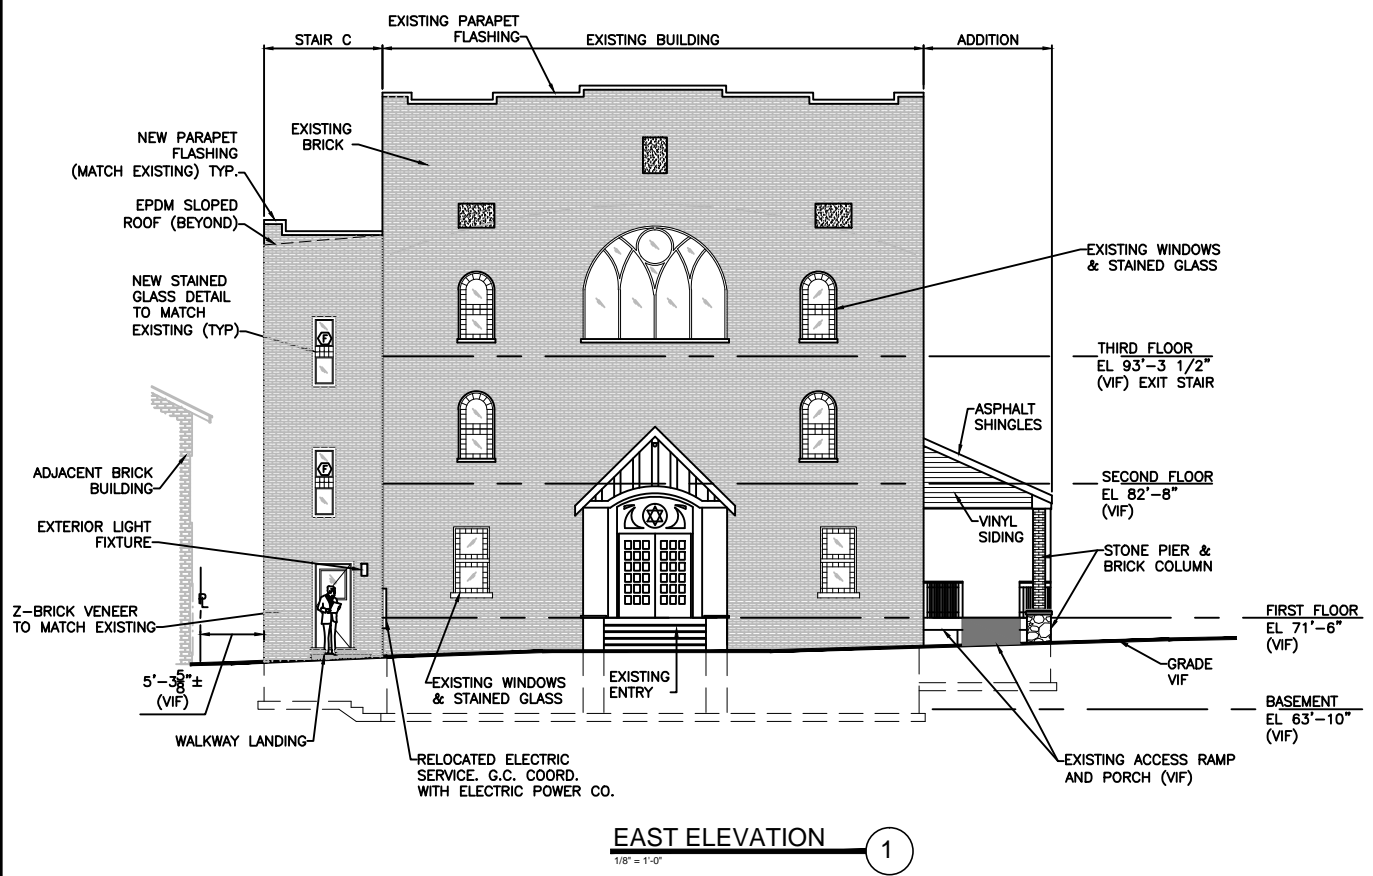 EXISTING PARAPET
FLASHING
STAIR C
EXISTING BUILDING
ADDITION
NEW PARAPET
FLASHING
(MATCH EXISTING) TYP.
EXISTING
BRICK
EPDM SLOPED
ROOF (BEYOND)
NEW STAINED
GLASS DETAIL
TO MATCH
EXISTING (TYP)
F
F
EXISTING WINDOWS
& STAINED GLASS
THIRD FLOOR
EL 93'-3 1/2"
(VIF) EXIT STAIR
ASPHALT
SHINGLES
ADJACENT BRICK
BUILDING
SECOND FLOOR
EL 82'-8"
(VIF)
EXTERIOR LIGHT
FIXTURE
VINYL
SIDING
STONE PIER &
BRICK COLUMN
Z-BRICK VENEER
TO MATCH EXISTING
PL
FIRST FLOOR
EL 71'-6"
(VIF)
5'-3 5/8"±
(VIF)
EXISTING WINDOWS
& STAINED GLASS
EXISTING
ENTRY
GRADE
VIF
BASEMENT
EL 63'-10"
(VIF)
WALKWAY LANDING
RELOCATED ELECTRIC
SERVICE. G.C. COORD.
WITH ELECTRIC POWER CO.
EXISTING ACCESS RAMP
AND PORCH (VIF)
EAST ELEVATION
1
1/8" = 1'-0"